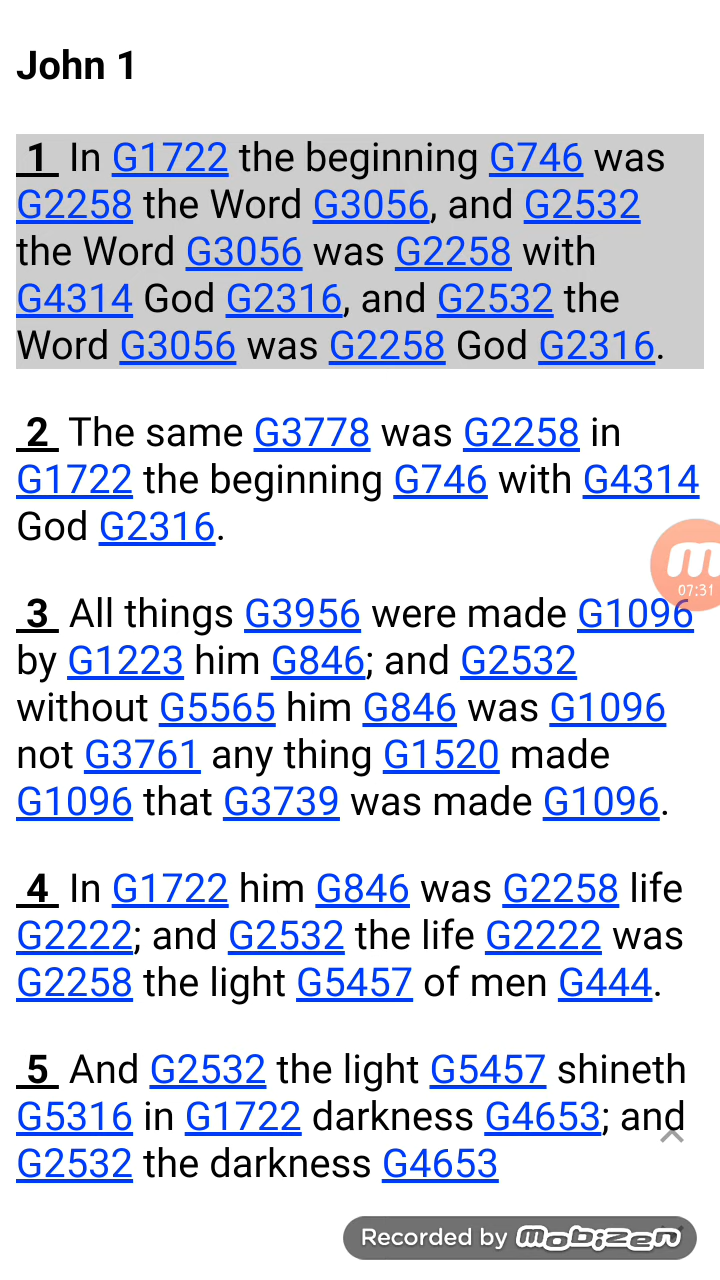 John 1
1 In G1722 the beginning G746 was
G2258 the Word G3056, and G2532
the Word G3056 was G2258 with
G4314 God G2316, and G2532 the
Word G3056 was G2258 God G2316.
2 The same G3778 was G2258 in
G1722 the beginning G746 with G4314
God G2316.
3 All things G3956 were made G1096
by G1223 him G846; and G2532
without G5565 him G846 was G1096
not G3761 any thing G1520 made
G1096 that G3739 was made G1096.
4 In G1722 him G846 was G2258 life
G2222; and G2532 the life G2222 was
G2258 the light G5457 of men G444.
5 And G2532 the light G5457 shineth
G5316 in G1722 darkness G4653; and
G2532 the darkness G4653
m
07:31
Recorded by mobizen